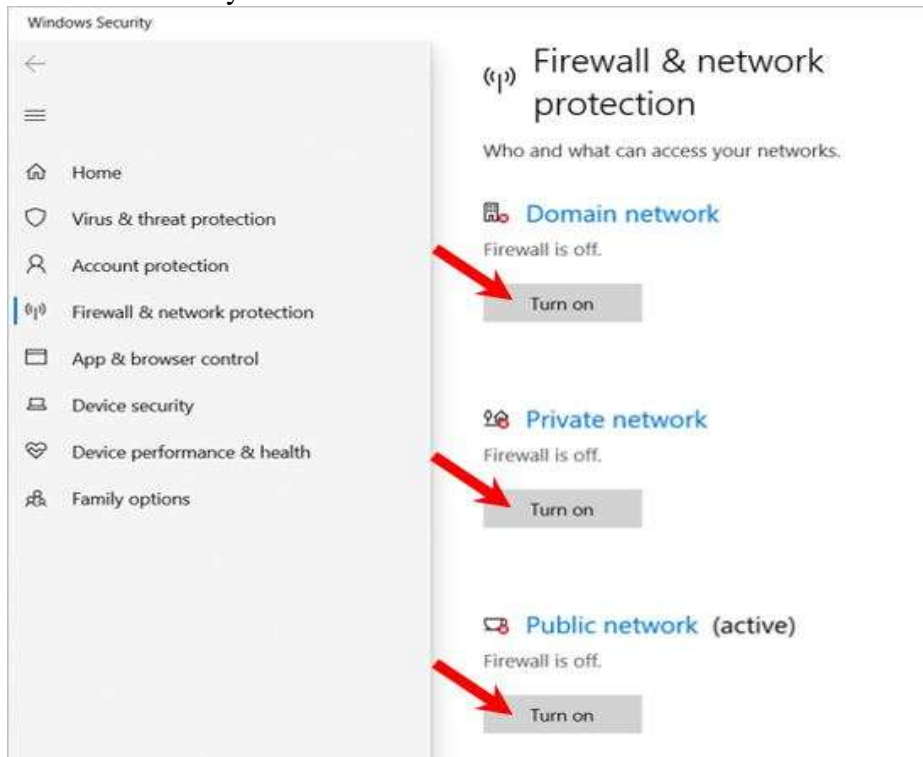 Windows Security
Home
Virus & threat protection
Account protection
Firewall & network protection
App & browser control
Device security
Device performance & health
Family options
Firewall & network
protection
Who and what can access your networks.
Domain network
Firewall is off.
Turn on
Private network
Firewall is off.
Turn on
Public network (active)
Firewall is off.
Turn on